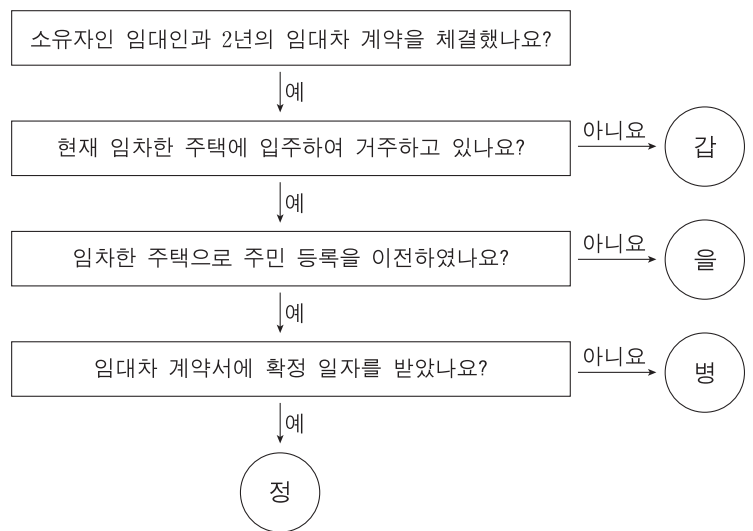 소유자인 임대인과 2년의 임대차 계약을 체결했나요?
예
현재 임차한 주택에 입주하여 거주하고 있나요?
아니요
갑
예
임차한 주택으로 주민 등록을 이전하였나요?
아니요
을
예
임대차 계약서에 확정 일자를 받았나요?
아니요
병
예
정